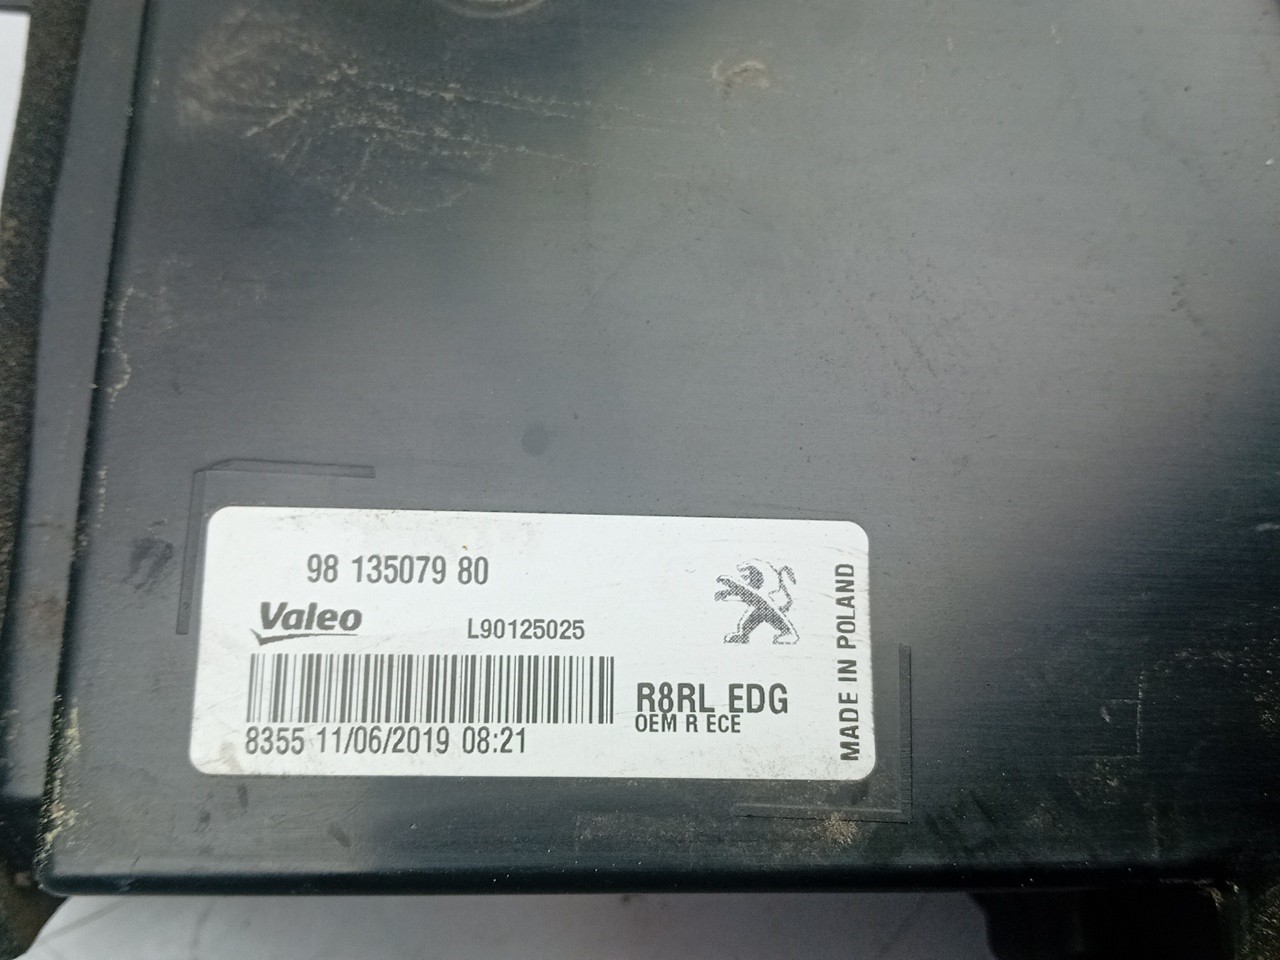 98 135079 80
Valeo
L90125025
R8RL EDG
OEM R ECE
8355 11/06/2019 08:21
MADE IN POLAND